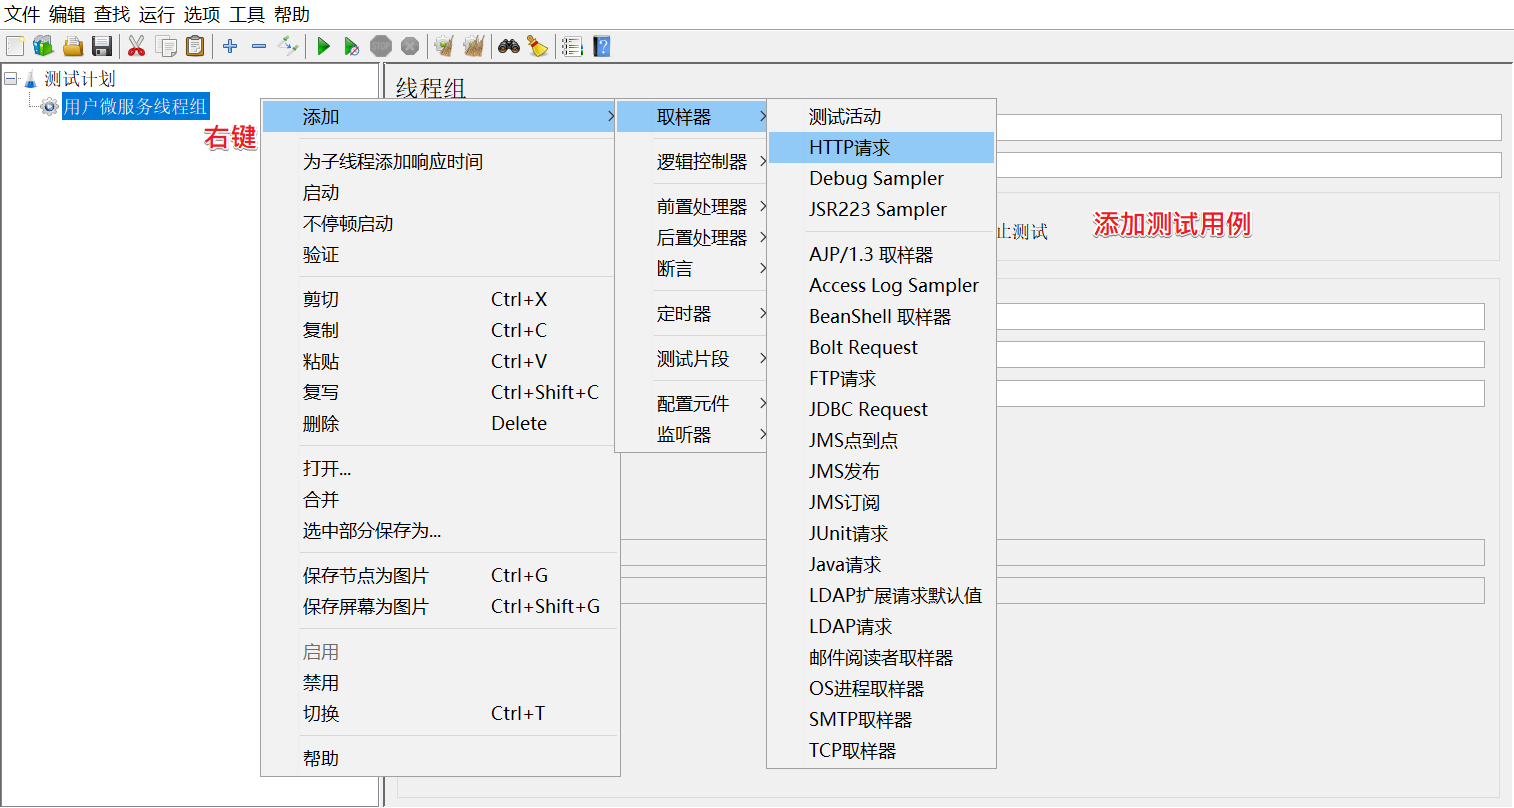 文件 编辑 查找 运行 选项 工具 帮助
STOP
测试计划
用户微服务线程组
右键
线程组
添加
为子线程添加响应时间
启动
不停顿启动
验证
剪切 Ctrl+X
复制 Ctrl+C
粘贴 Ctrl+V
复写 Ctrl+Shift+C
删除 Delete
打开...
合并
选中部分保存为...
保存节点为图片 Ctrl+G
保存屏幕为图片 Ctrl+Shift+G
启用
禁用
切换 Ctrl+T
帮助
取样器
逻辑控制器
前置处理器
后置处理器
断言
定时器
测试片段
配置元件
监听器
测试活动
HTTP请求
Debug Sampler
JSR223 Sampler
AJP/1.3 取样器
Access Log Sampler
BeanShell 取样器
Bolt Request
FTP请求
JDBC Request
JMS点到点
JMS发布
JMS订阅
JUnit请求
Java请求
LDAP扩展请求默认值
LDAP请求
邮件阅读者取样器
OS进程取样器
SMTP取样器
TCP取样器
止测试
添加测试用例